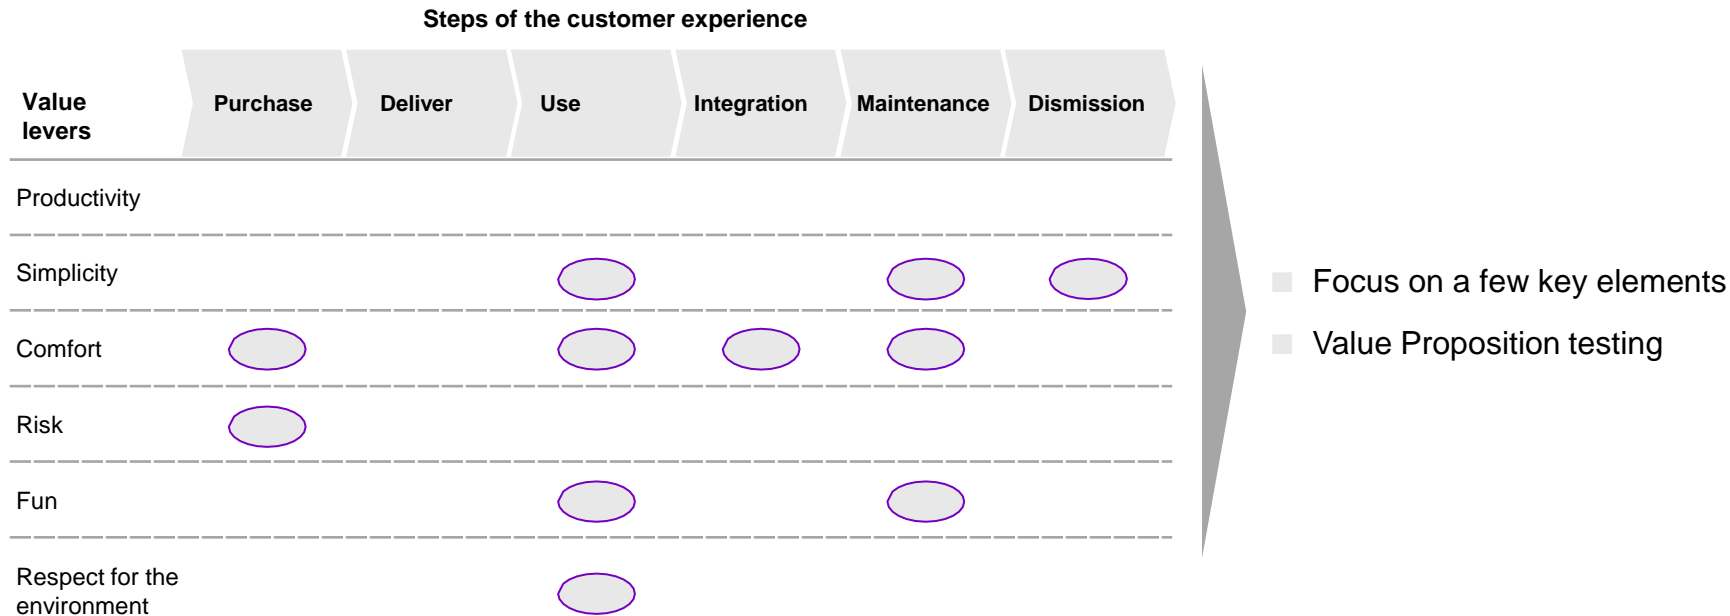 Steps of the customer experience
Value
levers
Purchase
Deliver
Use
Integration
Maintenance
Dismission
Productivity
Simplicity
Comfort
Risk
Fun
Respect for the
environment
Focus on a few key elements
Value Proposition testing